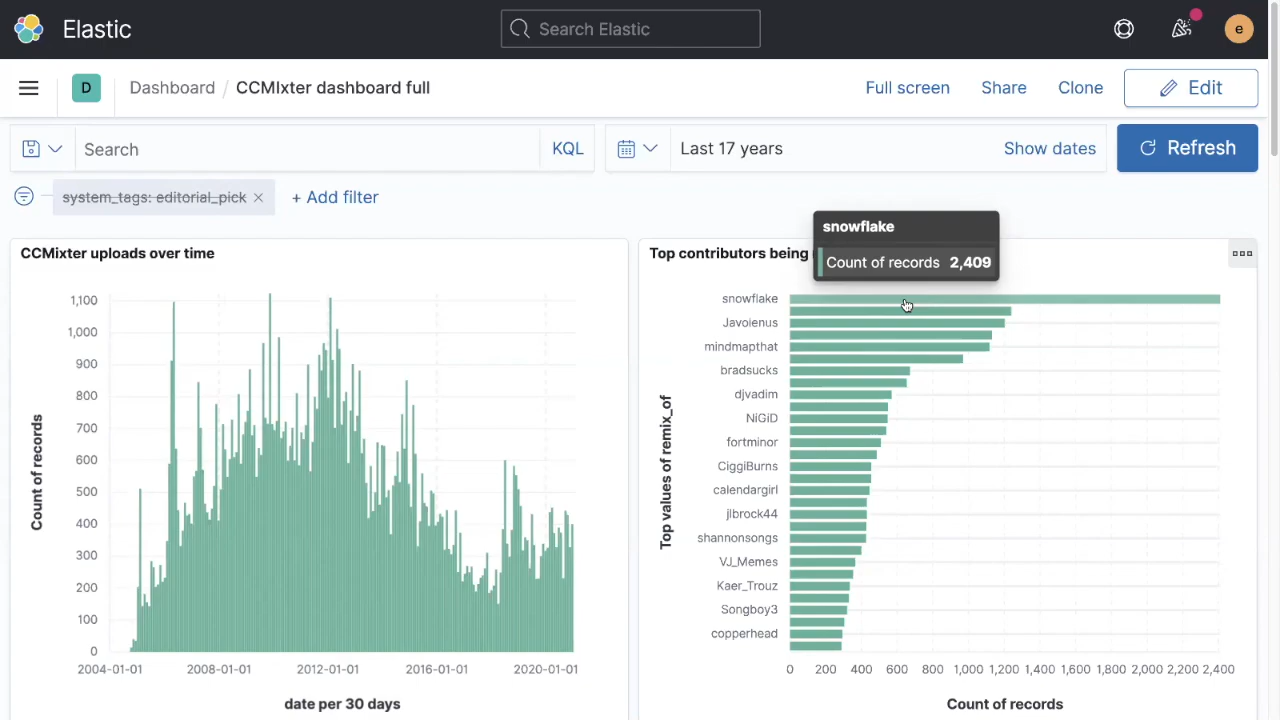 Elastic
Search Elastic
e
D
Dashboard / CCMIxter dashboard full
Full screen
Share
Clone
Edit
Search
KQL
Last 17 years
Show dates
Refresh
system_tags: editorial_pick
+ Add filter
CCMixter uploads over time
1,100
1,000
900
800
700
600
500
400
300
200
100
0
Count of records
2004-01-01
2008-01-01
2012-01-01
2016-01-01
2020-01-01
date per 30 days
Top contributors being
snowflake
Count of records 2,409
Top values of remix_of
snowflake
Javolenus
mindmapthat
bradsucks
djvadim
NiGiD
fortminor
CiggiBurns
calendargirl
jlbrock44
shannonsongs
VJ_Memes
Kaer_Trouz
Songboy3
copperhead
0
200
400
600
800
1,000
1,200
1,400
1,600
1,800
2,000
2,200
2,400
Count of records